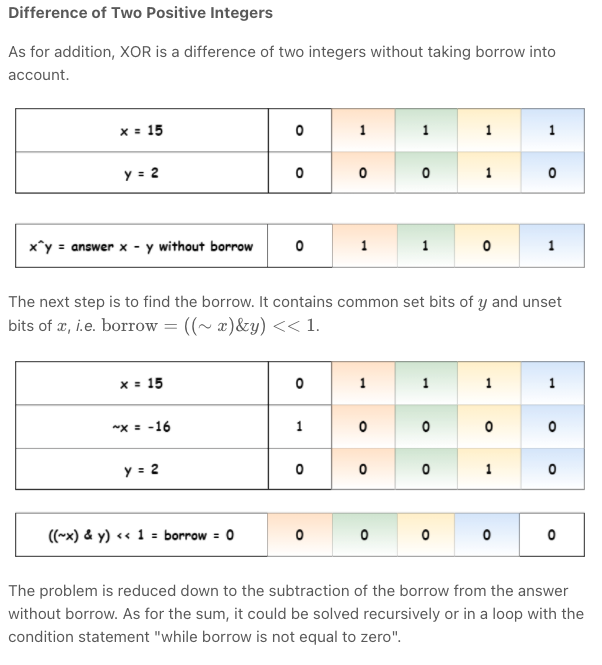 Difference of Two Positive Integers
As for addition, XOR is a difference of two integers without taking borrow into
account.
x = 15 0 1 1 1 1
y = 2 0 0 0 1 0
x^y = answer x - y without borrow 0 1 1 0 1
The next step is to find the borrow. It contains common set bits of y and unset
bits of x, i.e. borrow = ((∼ x)&y) << 1.
x = 15 0 1 1 1 1
~x = -16 1 0 0 0 0
y = 2 0 0 0 1 0
((~x) & y) << 1 = borrow = 0 0 0 0 0 0
The problem is reduced down to the subtraction of the borrow from the answer
without borrow. As for the sum, it could be solved recursively or in a loop with the
condition statement "while borrow is not equal to zero".